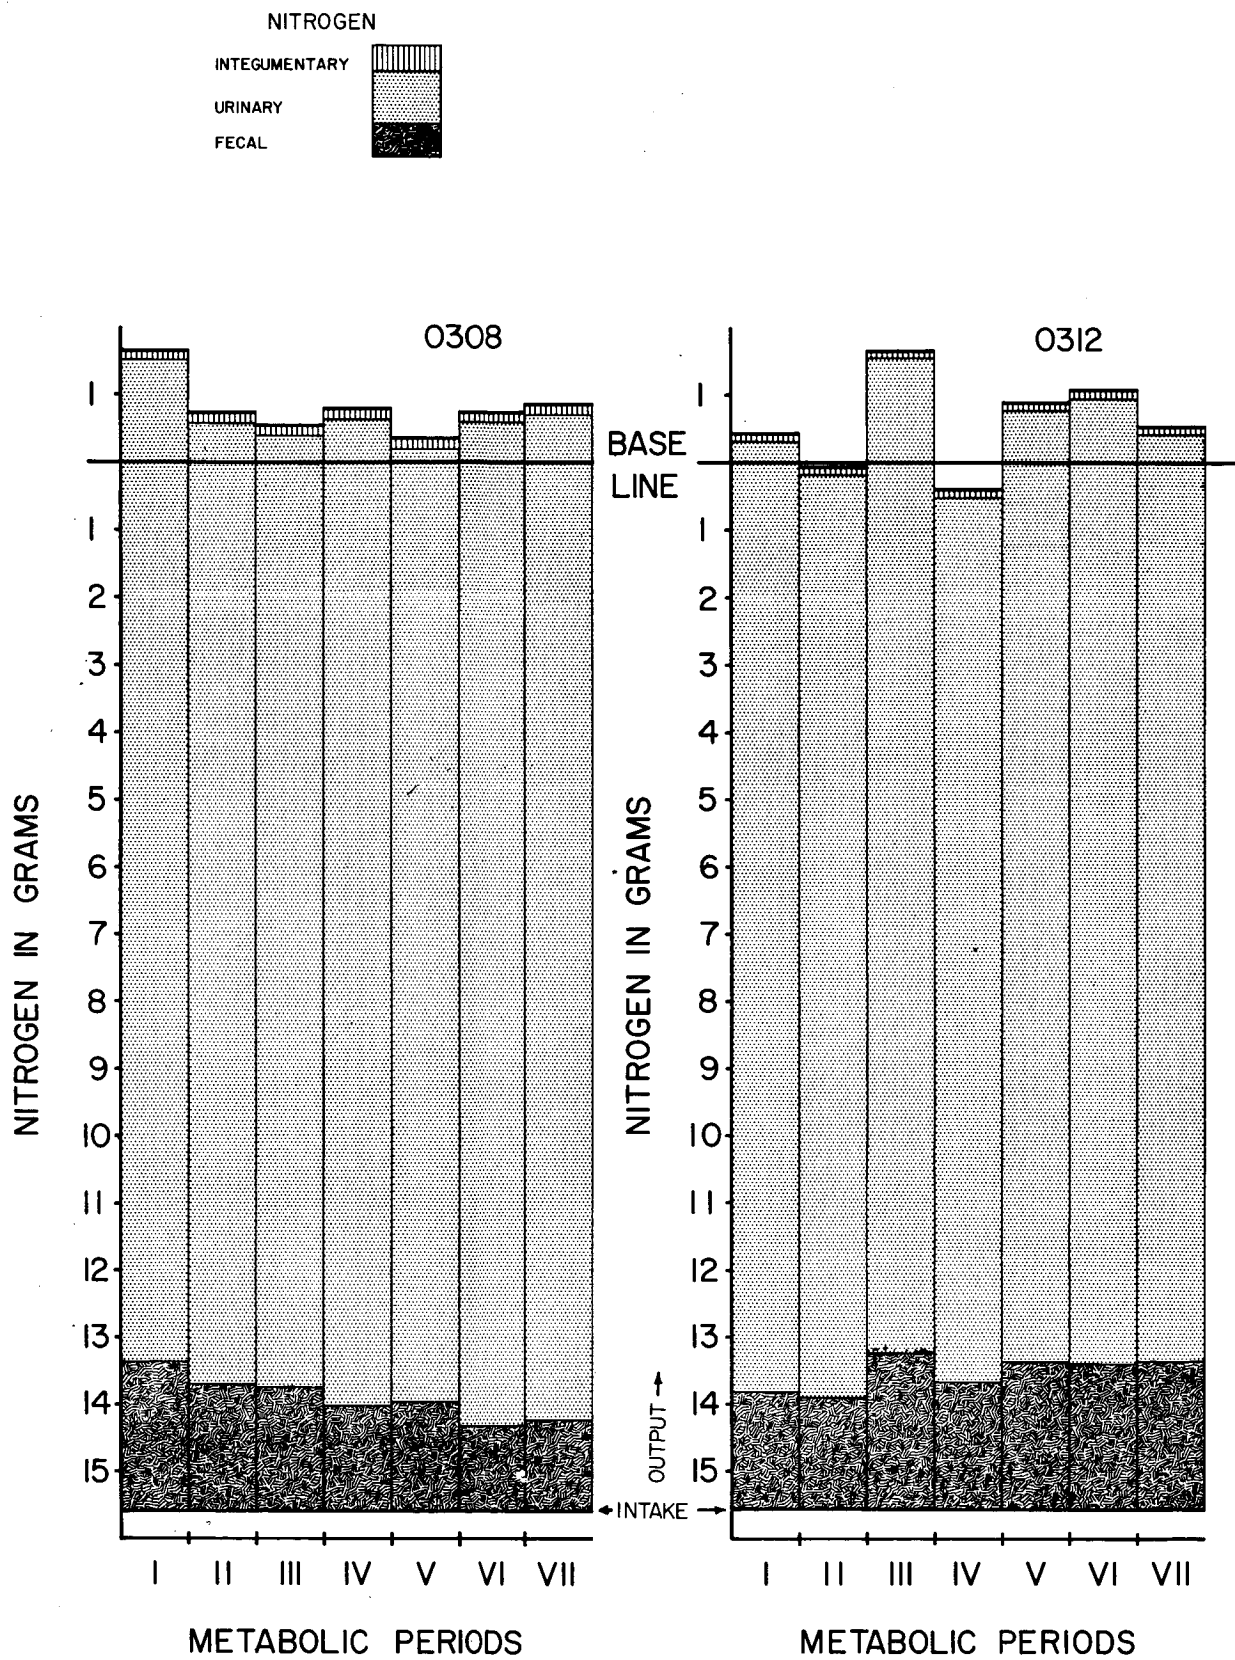 NITROGEN
INTEGUMENTARY
URINARY
FECAL
0308
1
1
2
3
4
5
6
7
8
9
10
11
12
13
14
15
NITROGEN IN GRAMS
I II III IV V VI VII
METABOLIC PERIODS
BASE
LINE
OUTPUT →
← INTAKE →
0312
1
1
2
3
4
5
6
7
8
9
10
11
12
13
14
15
NITROGEN IN GRAMS
I II III IV V VI VII
METABOLIC PERIODS